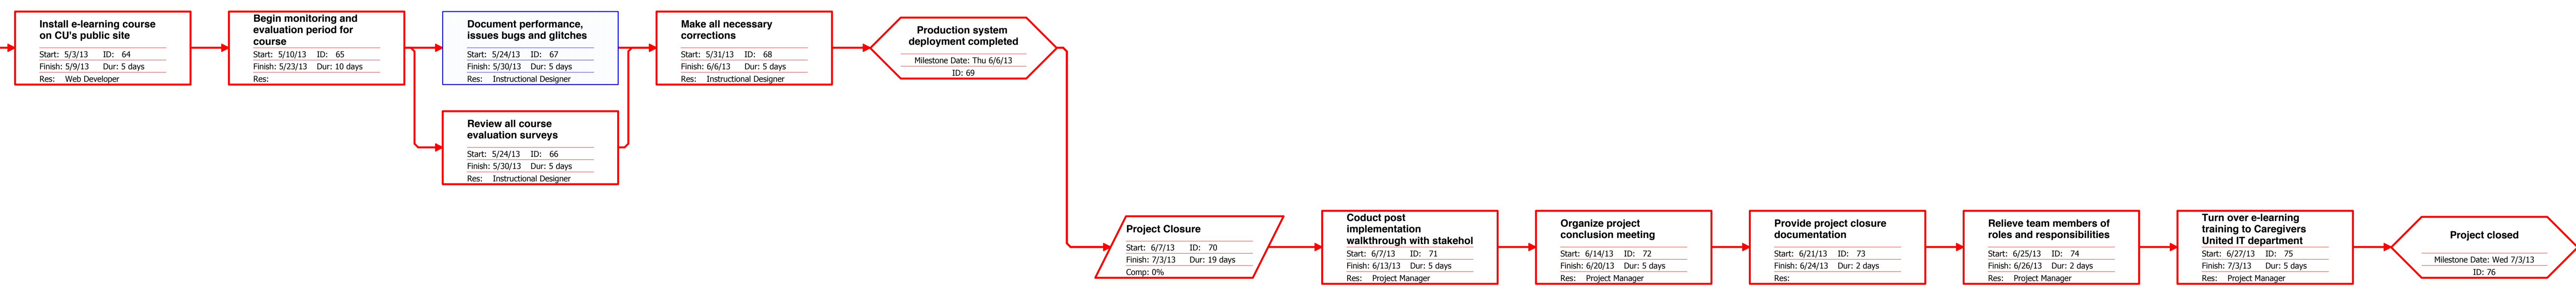 Install e-learning course
on CU's public site
Start: 5/3/13 ID: 64
Finish: 5/9/13 Dur: 5 days
Res: Web Developer
Begin monitoring and
evaluation period for
course
Start: 5/10/13 ID: 65
Finish: 5/23/13 Dur: 10 days
Res:
Document performance,
issues bugs and glitches
Start: 5/24/13 ID: 67
Finish: 5/30/13 Dur: 5 days
Res: Instructional Designer
Make all necessary
corrections
Start: 5/31/13 ID: 68
Finish: 6/6/13 Dur: 5 days
Res: Instructional Designer
Production system
deployment completed
Milestone Date: Thu 6/6/13
ID: 69
Review all course
evaluation surveys
Start: 5/24/13 ID: 66
Finish: 5/30/13 Dur: 5 days
Res: Instructional Designer
Project Closure
Start: 6/7/13 ID: 70
Finish: 7/3/13 Dur: 19 days
Comp: 0%
Coduct post
implementation
walkthrough with stakehol
Start: 6/7/13 ID: 71
Finish: 6/13/13 Dur: 5 days
Res: Project Manager
Organize project
conclusion meeting
Start: 6/14/13 ID: 72
Finish: 6/20/13 Dur: 5 days
Res: Project Manager
Provide project closure
documentation
Start: 6/21/13 ID: 73
Finish: 6/24/13 Dur: 2 days
Res:
Relieve team members of
roles and responsibilities
Start: 6/25/13 ID: 74
Finish: 6/26/13 Dur: 2 days
Res: Project Manager
Turn over e-learning
training to Caregivers
United IT department
Start: 6/27/13 ID: 75
Finish: 7/3/13 Dur: 5 days
Res: Project Manager
Project closed
Milestone Date: Wed 7/3/13
ID: 76